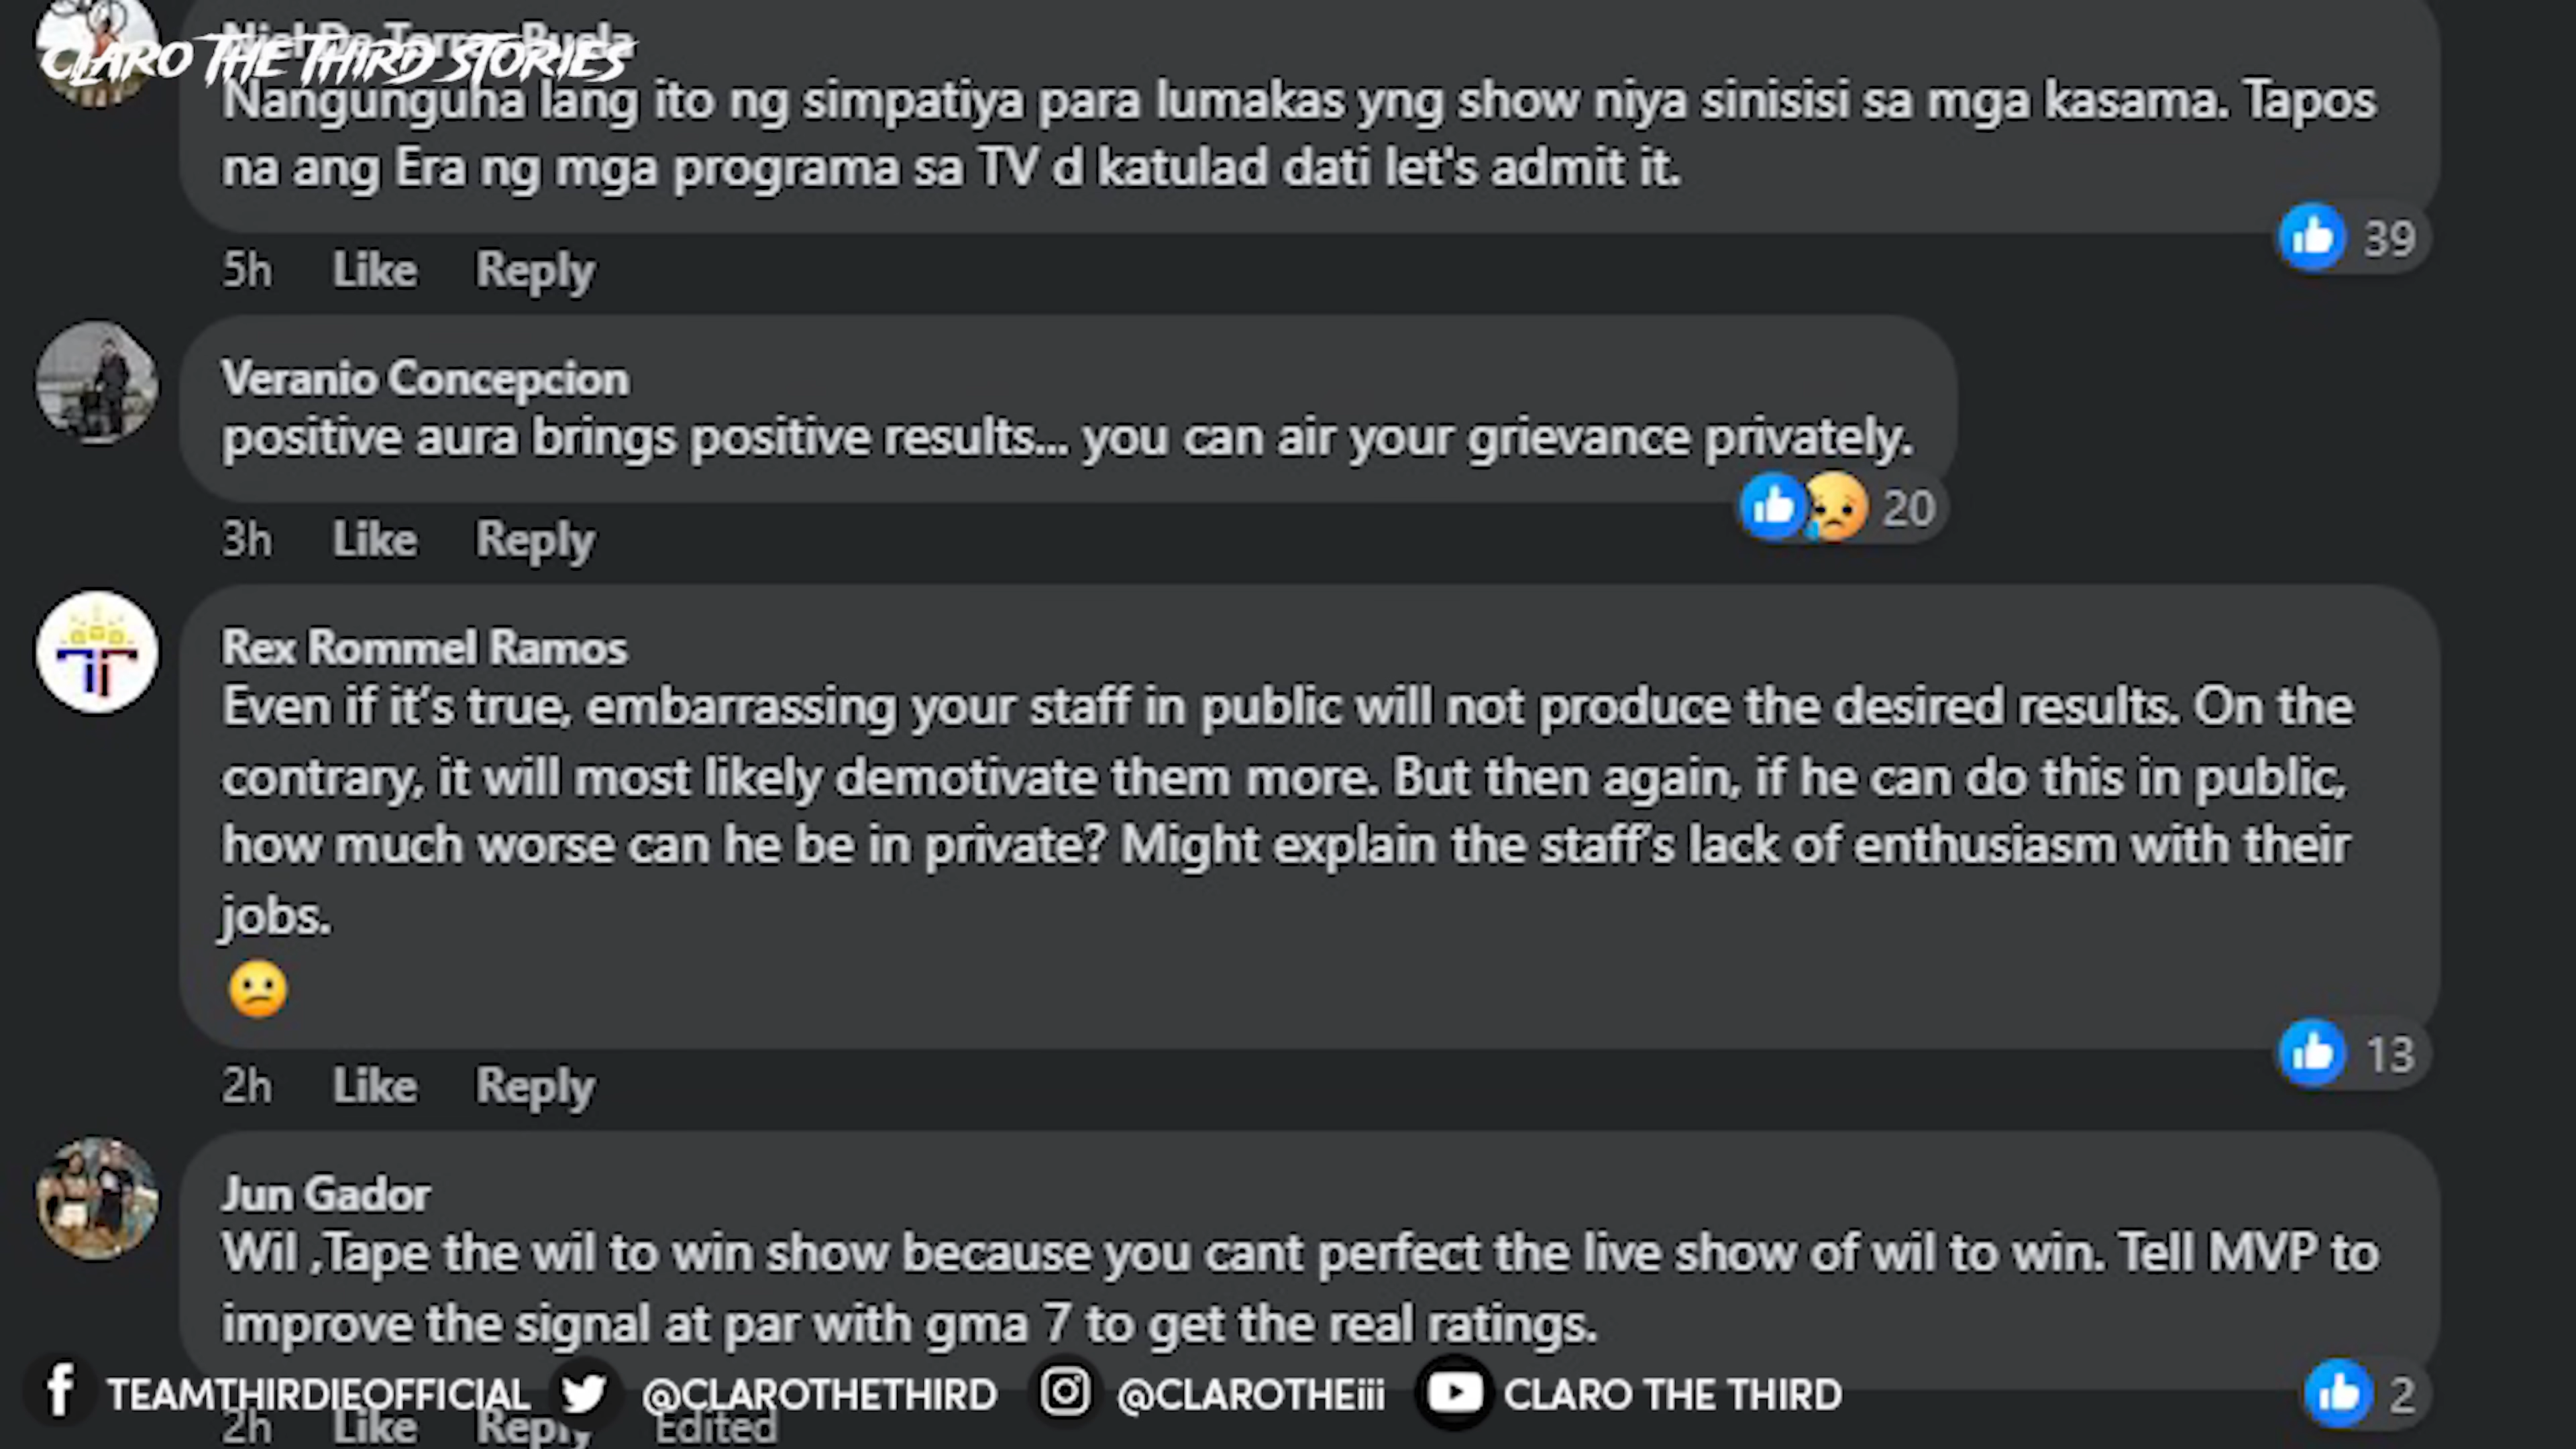 CLARO THE THIRD STORIES
Nangunguha lang ito ng simpatiya para lumakas yng show niya sinisisi sa mga kasama. Tapos
na ang Era ng mga programa sa TV d katulad dati let's admit it.
39
5h Like Reply
Veranio Concepcion
positive aura brings positive results... you can air your grievance privately.
20
3h Like Reply
Rex Rommel Ramos
Even if it's true, embarrassing your staff in public will not produce the desired results. On the
contrary, it will most likely demotivate them more. But then again, if he can do this in public,
how much worse can he be in private? Might explain the staff's lack of enthusiasm with their
jobs.
13
2h Like Reply
Jun Gador
Wil ,Tape the wil to win show because you cant perfect the live show of wil to win. Tell MVP to
improve the signal at par with gma 7 to get the real ratings.
TEAMTHIRDIEOFFICIAL @CLAROTHETHIRD @CLAROTHEiii CLARO THE THIRD
2
2h Like Reply Edited